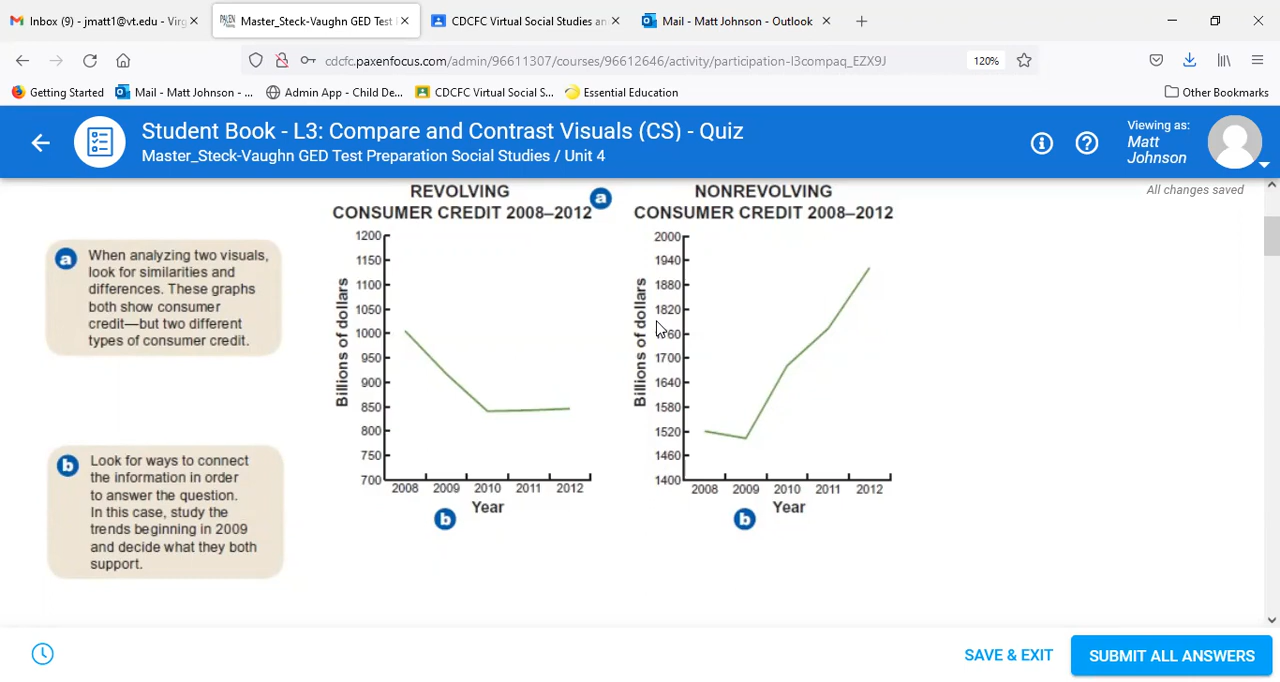 Inbox (9) - jmatt1@vt.edu - Virg
Master_Steck-Vaughn GED Test
CDCFC Virtual Social Studies an
Mail - Matt Johnson - Outlook
cdcfc.paxenfocus.com/admin/96611307/courses/96612646/activity/participation-l3compaq_EZX9J
120%
Getting Started
Mail - Matt Johnson - ...
Admin App - Child De...
CDCFC Virtual Social S...
Essential Education
Other Bookmarks
Student Book - L3: Compare and Contrast Visuals (CS) - Quiz
Master_Steck-Vaughn GED Test Preparation Social Studies / Unit 4
Viewing as:
Matt
Johnson
All changes saved
a
When analyzing two visuals,
look for similarities and
differences. These graphs
both show consumer
credit—but two different
types of consumer credit.
b
Look for ways to connect
the information in order
to answer the question.
In this case, study the
trends beginning in 2009
and decide what they both
support.
REVOLVING
CONSUMER CREDIT 2008–2012
a
Billions of dollars
1200
1150
1100
1050
1000
950
900
850
800
750
700
2008 2009 2010 2011 2012
Year
b
NONREVOLVING
CONSUMER CREDIT 2008–2012
Billions of dollars
2000
1940
1880
1820
1760
1700
1640
1580
1520
1460
1400
2008 2009 2010 2011 2012
Year
b
SAVE & EXIT
SUBMIT ALL ANSWERS